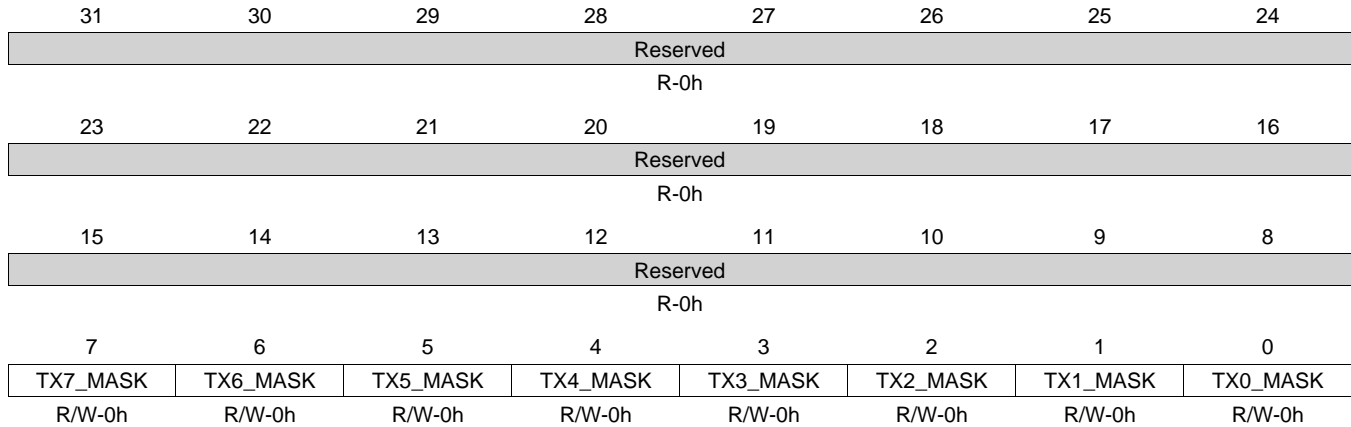 31 30 29 28 27 26 25 24
Reserved
R-0h
23 22 21 20 19 18 17 16
Reserved
R-0h
15 14 13 12 11 10 9 8
Reserved
R-0h
7 6 5 4 3 2 1 0
TX7_MASK TX6_MASK TX5_MASK TX4_MASK TX3_MASK TX2_MASK TX1_MASK TX0_MASK
R/W-0h R/W-0h R/W-0h R/W-0h R/W-0h R/W-0h R/W-0h R/W-0h